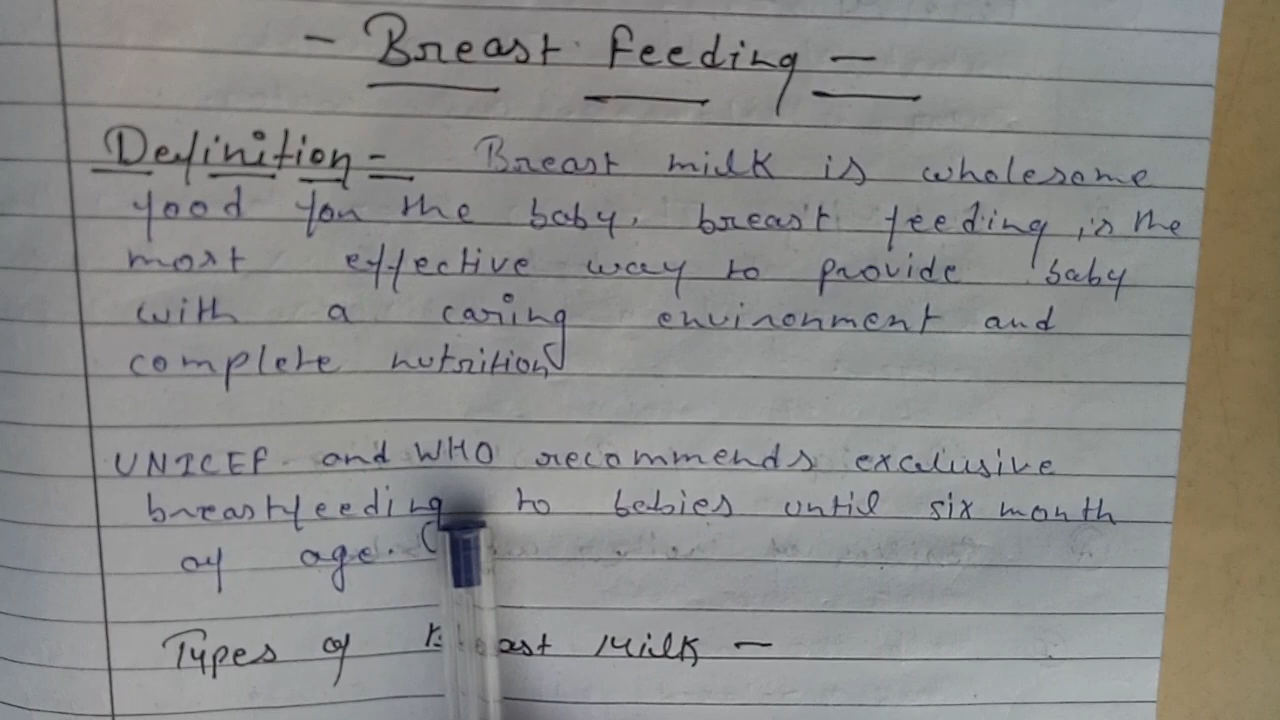 - Breast feeding -
Definition - Breast milk is wholesome
food for the baby. breast feeding is the
most effective way to provide baby
with a caring environment and
complete nutrition
UNICEF and WHO recommends exclusive
breastfeeding to babies until six month
of age.
Types of Breast Milk -